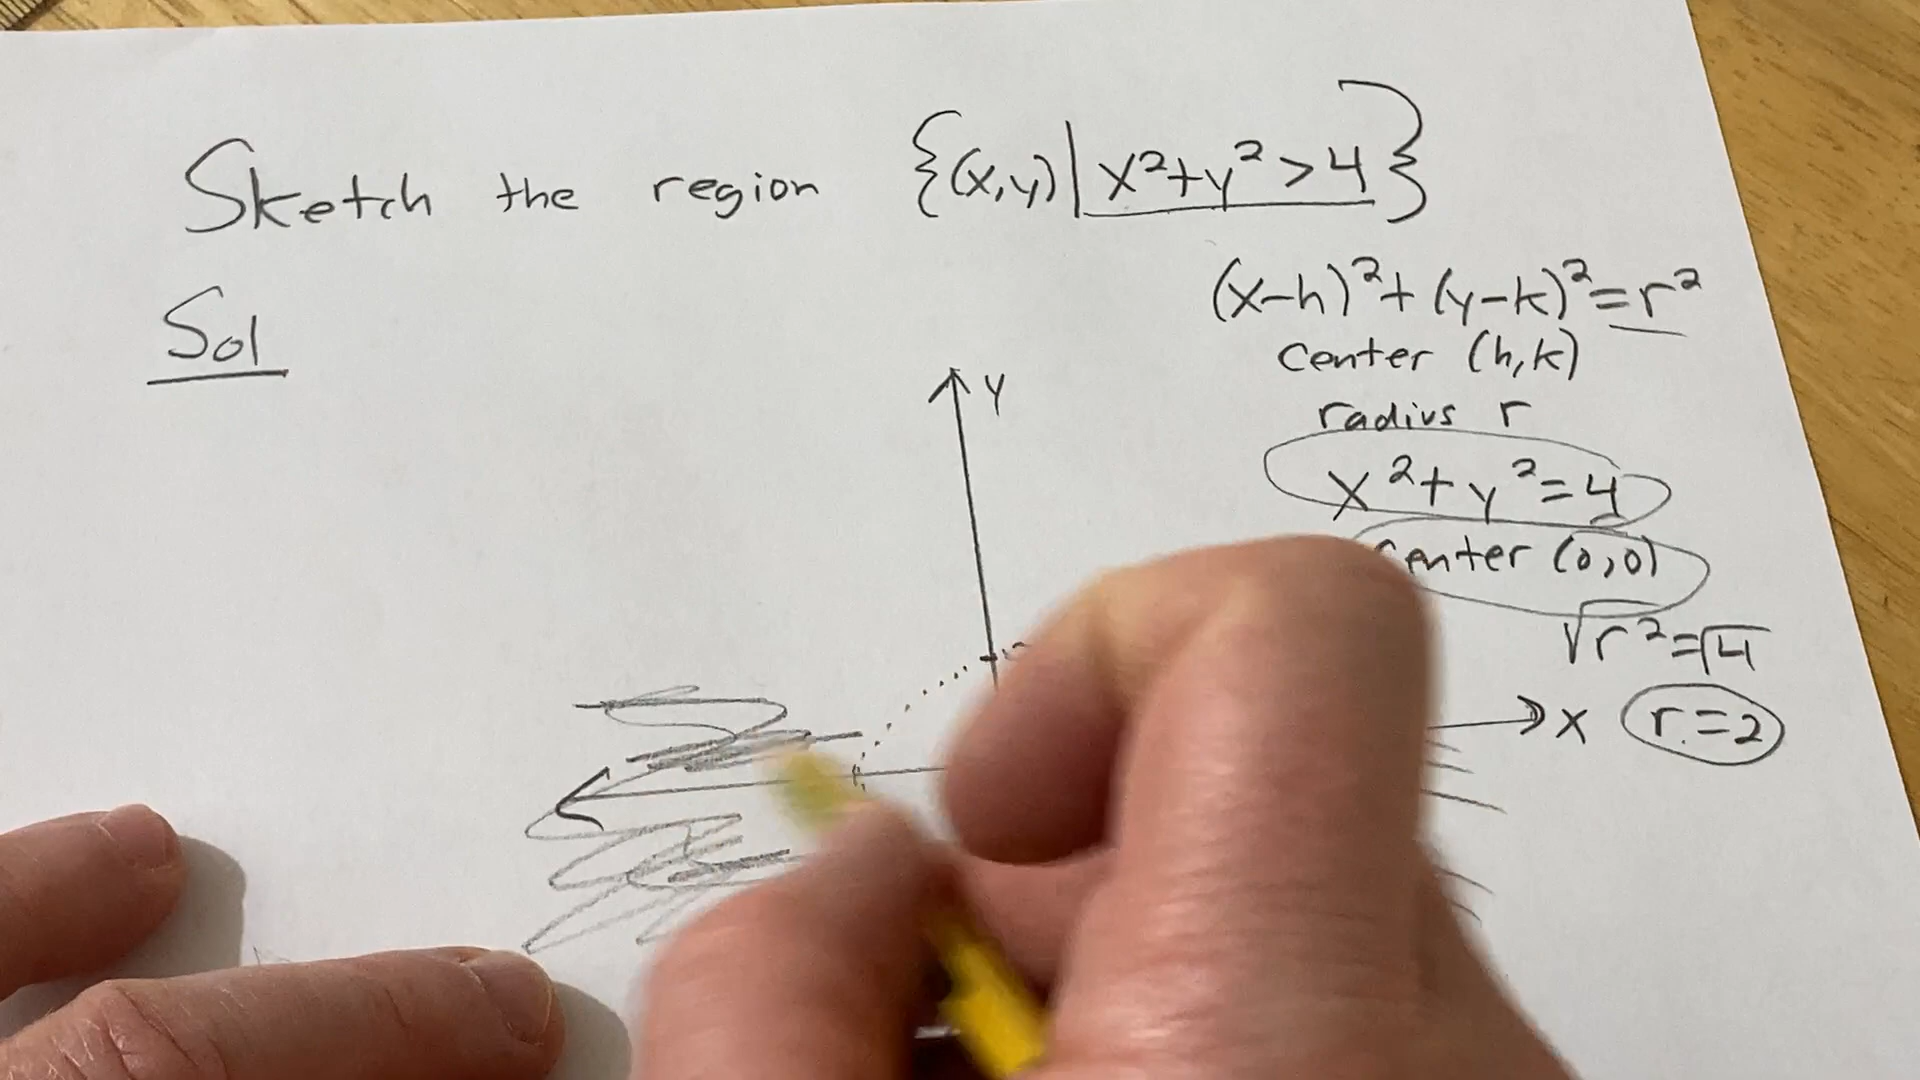 Sketch the region {(x,y)|x²+y²>4}
Sol
(x-h)²+(y-k)²=r²
center (h,k)
radius r
x²+y²=4
center (0,0)
√r²=√4
r=2
y
x